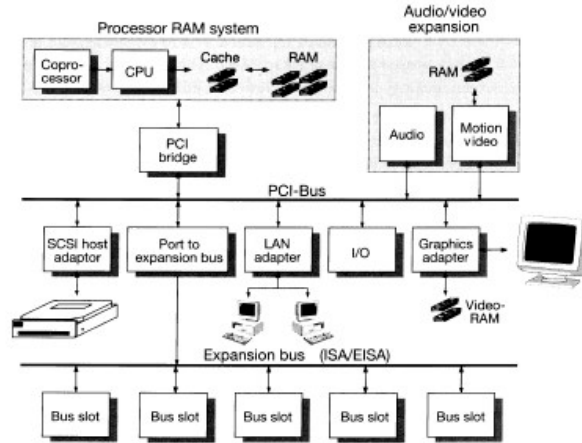 Processor RAM system
Audio/video
expansion
Copro-
cessor
CPU
Cache
RAM
RAM
Audio
Motion
video
PCI
bridge
PCI-Bus
SCSI host
adaptor
Port to
expansion bus
LAN
adapter
I/O
Graphics
adapter
Video-
RAM
Expansion bus (ISA/EISA)
Bus slot
Bus slot
Bus slot
Bus slot
Bus slot